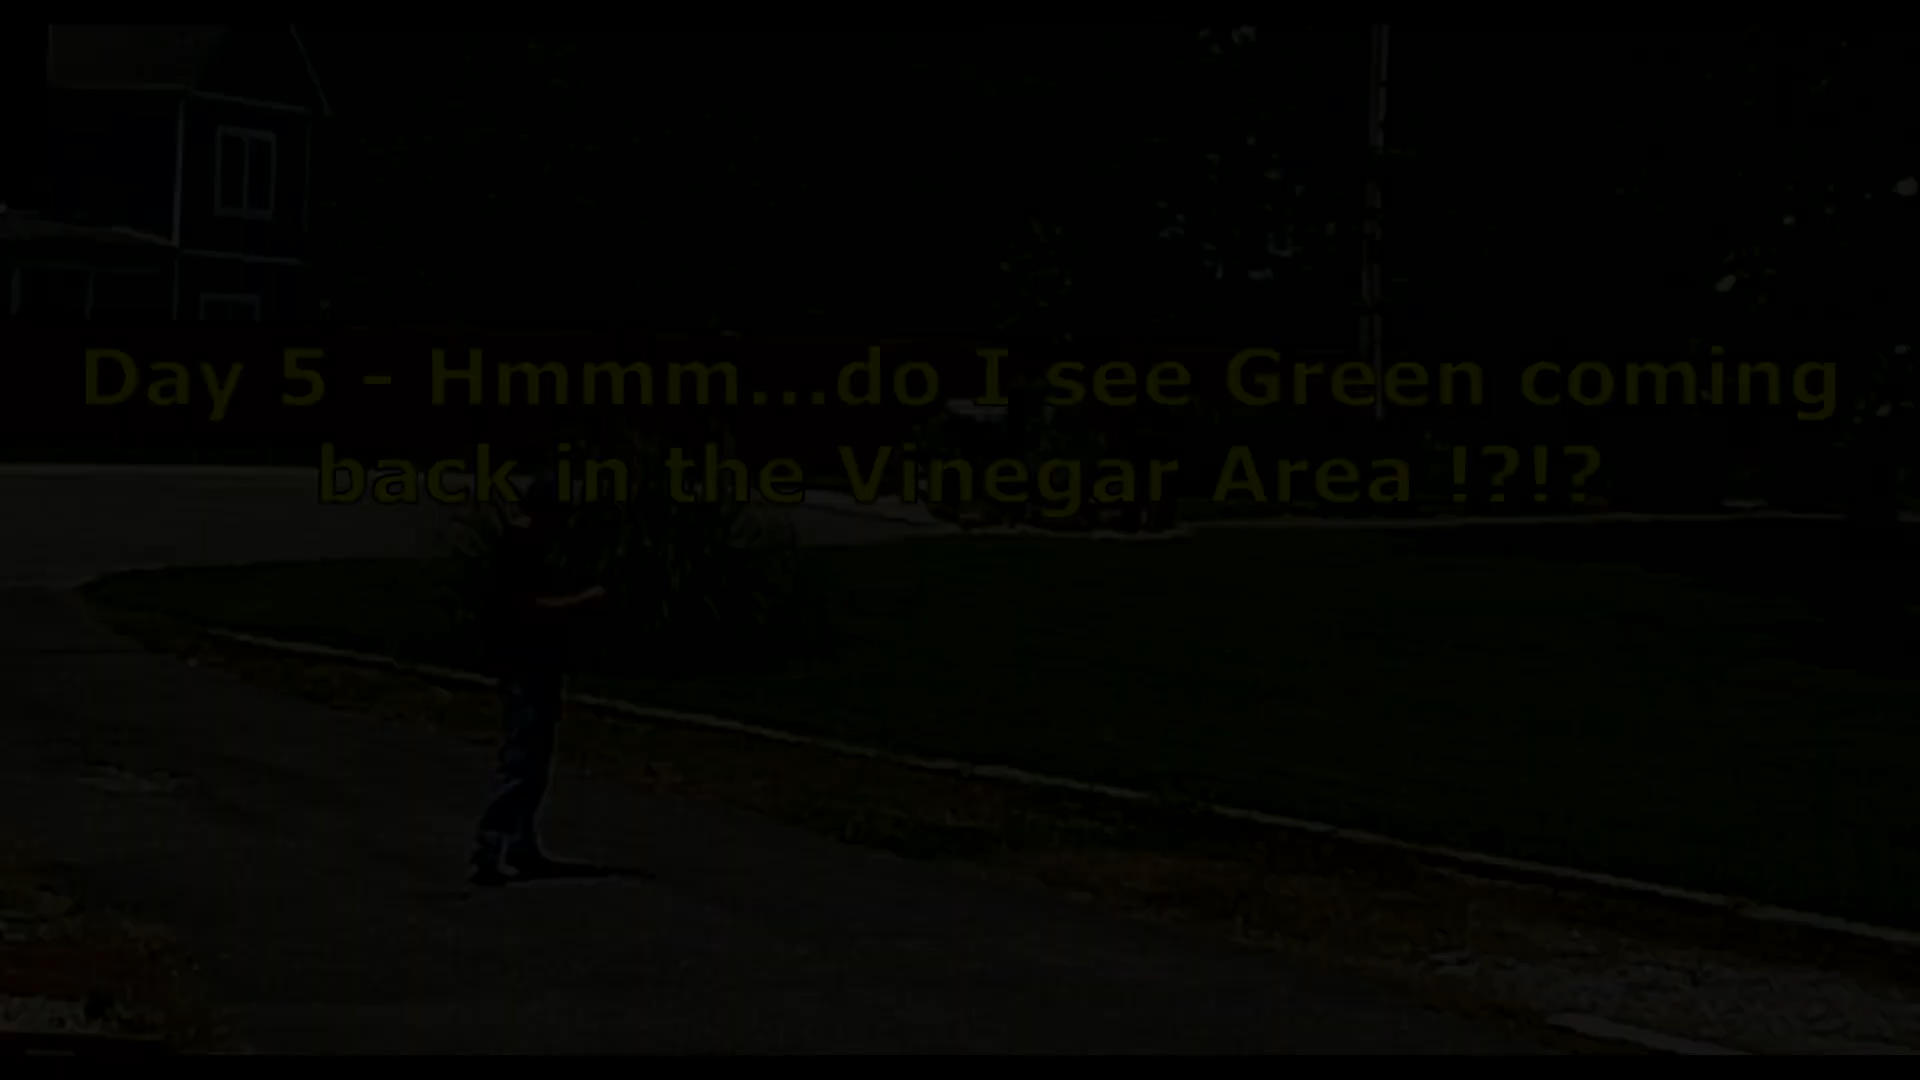 Day 5 - Hmmm...do I see Green coming
back in the Vinegar Area !?!?